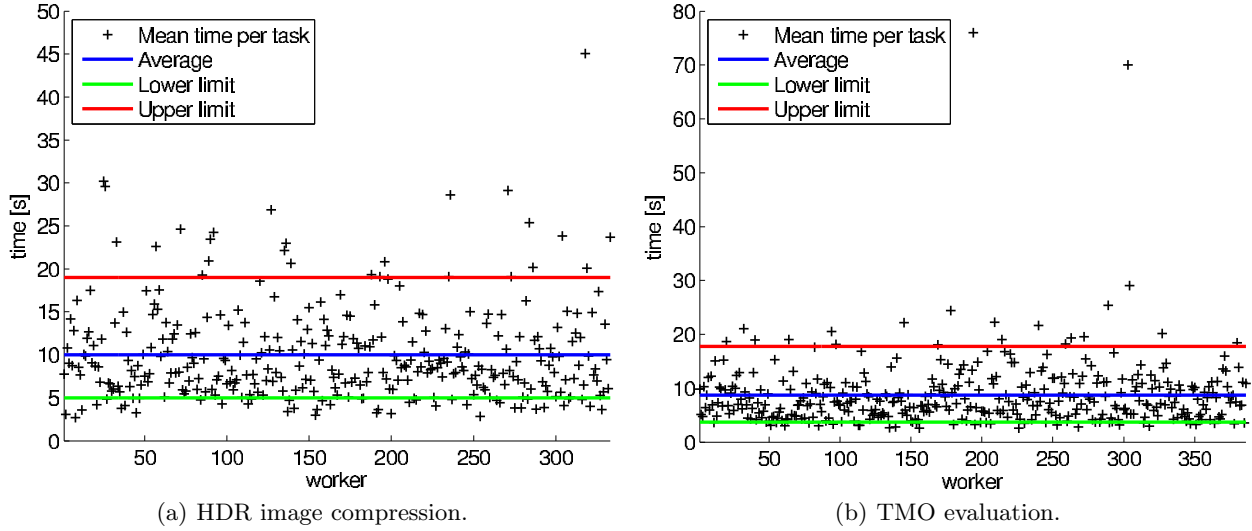 50
45
40
35
30
25
20
15
10
5
0
time [s]
Mean time per task
Average
Lower limit
Upper limit
50 100 150 200 250 300
worker
(a) HDR image compression.
80
70
60
50
40
30
20
10
0
time [s]
Mean time per task
Average
Lower limit
Upper limit
50 100 150 200 250 300 350
worker
(b) TMO evaluation.